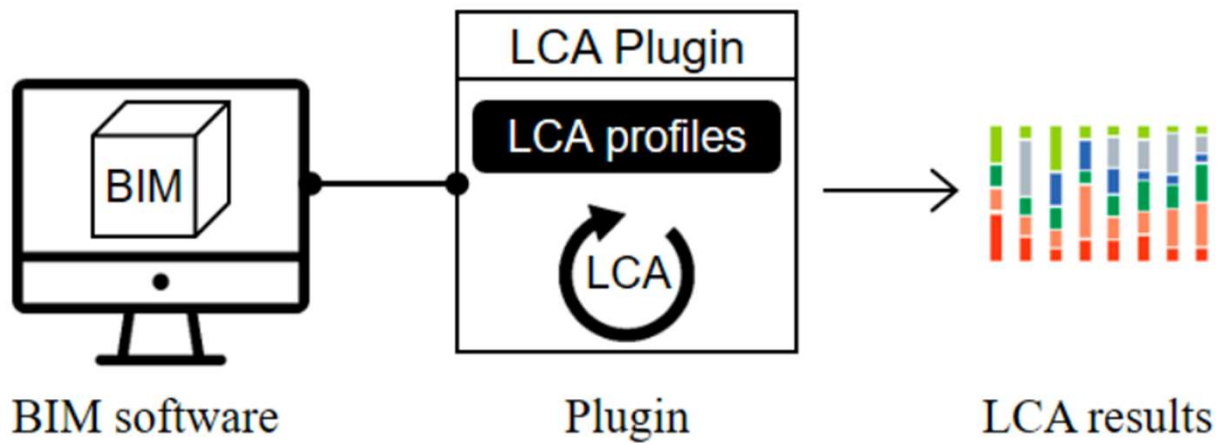 LCA Plugin
LCA profiles
BIM
LCA
BIM software
Plugin
LCA results